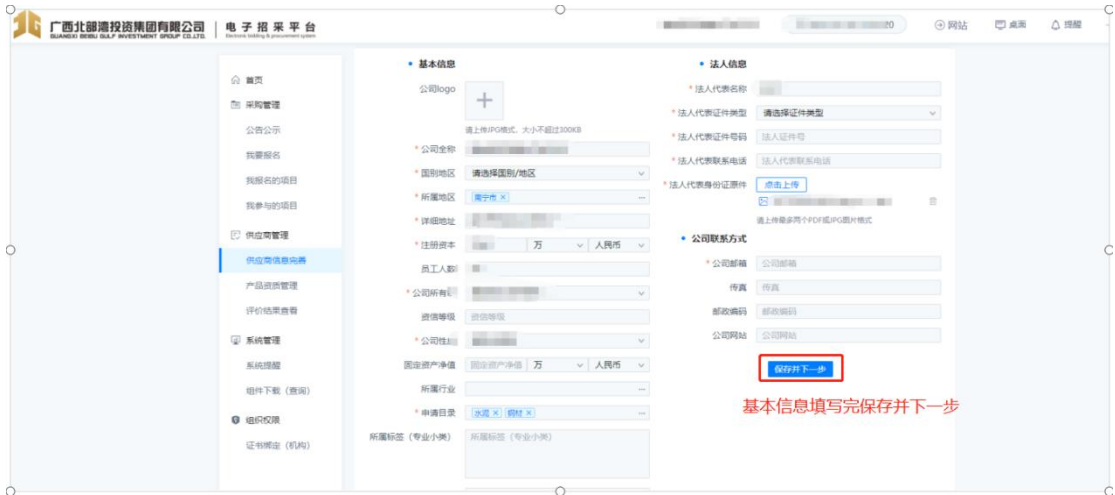 广西北部湾投资集团有限公司
GUANGXI BEIBU GULF INVESTMENT GROUP CO.,LTD.
电子招采平台
Electronic bidding & procurement system
20
网站
桌面
提醒
首页
采购管理
公告公示
我要报名
我报名的项目
我参与的项目
供应商管理
供应商信息完善
产品资质管理
评价结果查看
系统管理
系统提醒
组件下载（查询）
组织权限
证书绑定（机构）
基本信息
公司logo
请上传JPG格式、大小不超过300KB
* 公司全称
* 国别地区 请选择国别/地区
* 所属地区 南宁市 ×
* 详细地址
* 注册资本 万 人民币
员工人数
* 公司所有
资信等级 资信等级
* 公司性
固定资产净值 固定资产净值 万 人民币
所属行业
* 申请目录 水泥 × 钢材 ×
所属标签（专业小类） 所属标签（专业小类）
法人信息
* 法人代表名称
* 法人代表证件类型 请选择证件类型
* 法人代表证件号码 法人证件号
* 法人代表联系电话 法人代表联系电话
* 法人代表身份证原件 点击上传
请上传最多两个PDF或JPG图片格式
公司联系方式
* 公司邮箱 公司邮箱
传真 传真
邮政编码 邮政编码
公司网站 公司网站
保存并下一步
基本信息填写完保存并下一步